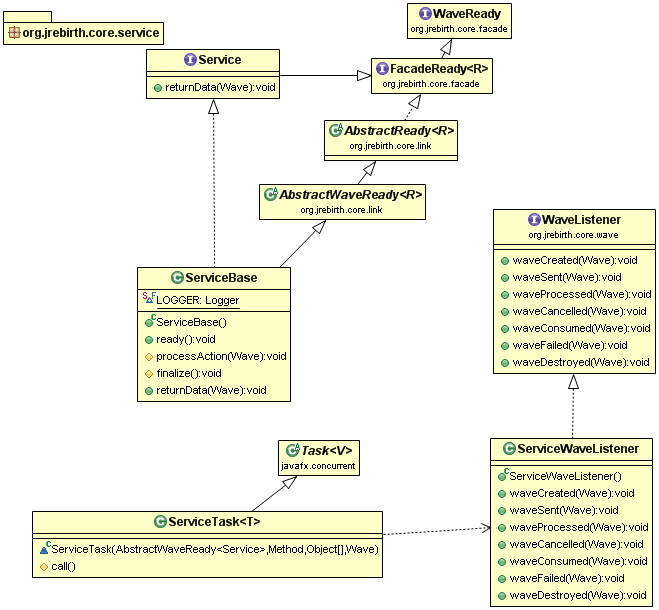 org.jrebirth.core.service
WaveReady
org.jrebirth.core.facade
Service
returnData(Wave):void
FacadeReady<R>
org.jrebirth.core.facade
AbstractReady<R>
org.jrebirth.core.link
AbstractWaveReady<R>
org.jrebirth.core.link
ServiceBase
LOGGER: Logger
ServiceBase()
ready():void
processAction(Wave):void
finalize():void
returnData(Wave):void
WaveListener
org.jrebirth.core.wave
waveCreated(Wave):void
waveSent(Wave):void
waveProcessed(Wave):void
waveCancelled(Wave):void
waveConsumed(Wave):void
waveFailed(Wave):void
waveDestroyed(Wave):void
Task<V>
javafx.concurrent
ServiceTask<T>
ServiceTask(AbstractWaveReady<Service>,Method,Object[],Wave)
call()
ServiceWaveListener
ServiceWaveListener()
waveCreated(Wave):void
waveSent(Wave):void
waveProcessed(Wave):void
waveCancelled(Wave):void
waveConsumed(Wave):void
waveFailed(Wave):void
waveDestroyed(Wave):void